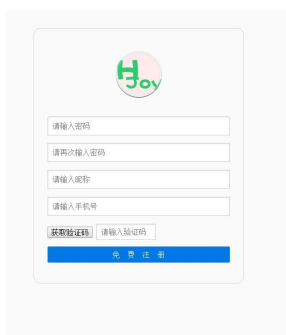 H
Joy
请输入密码
请再次输入密码
请输入昵称
请输入手机号
获取验证码 请输入验证码
免 费 注 册